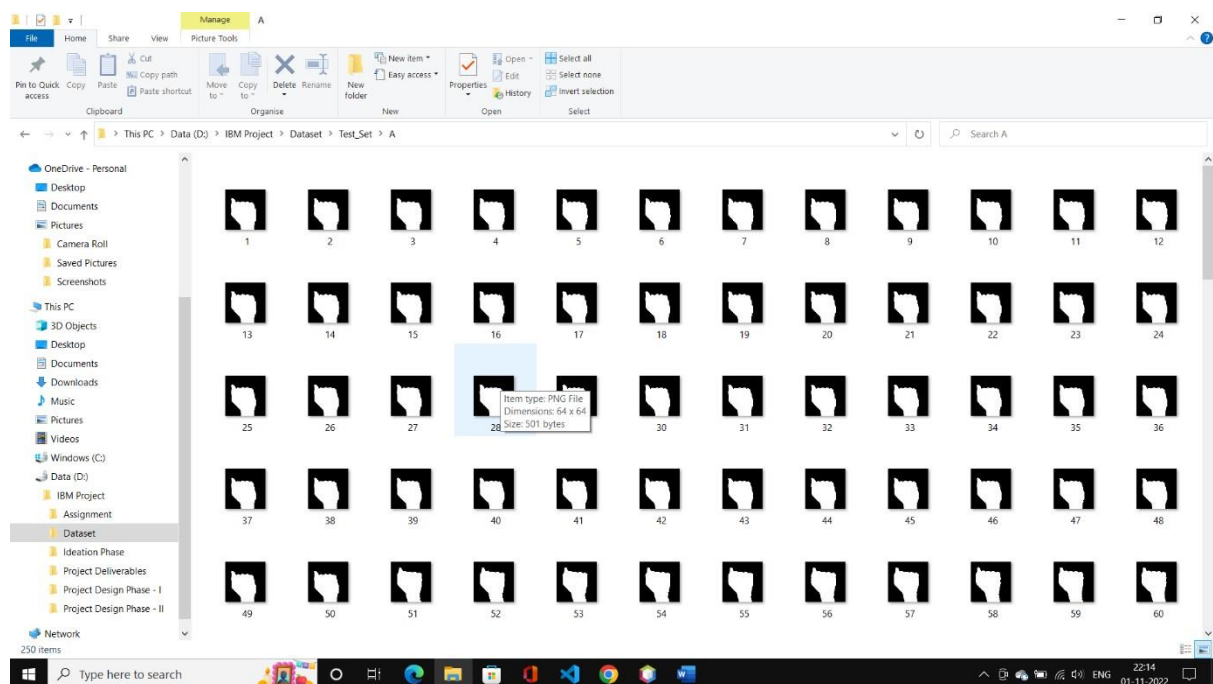 Manage
A
File
Home
Share
View
Picture Tools
Pin to Quick access
Copy
Paste
Cut
Copy path
Paste shortcut
Clipboard
Move to
Copy to
Delete
Rename
New folder
Organise
New item
Easy access
New
Properties
Open
Edit
History
Open
Select all
Select none
Invert selection
Select
This PC > Data (D:) > IBM Project > Dataset > Test_Set > A
Search A
OneDrive - Personal
Desktop
Documents
Pictures
Camera Roll
Saved Pictures
Screenshots
This PC
3D Objects
Desktop
Documents
Downloads
Music
Pictures
Videos
Windows (C:)
Data (D:)
IBM Project
Assignment
Dataset
Ideation Phase
Project Deliverables
Project Design Phase - I
Project Design Phase - II
Network
1 2 3 4 5 6 7 8 9 10 11 12
13 14 15 16 17 18 19 20 21 22 23 24
25 26 27 28 30 31 32 33 34 35 36
Item type: PNG File
Dimensions: 64 x 64
Size: 501 bytes
37 38 39 40 41 42 43 44 45 46 47 48
49 50 51 52 53 54 55 56 57 58 59 60
250 items
Type here to search
ENG
22:14
01-11-2022